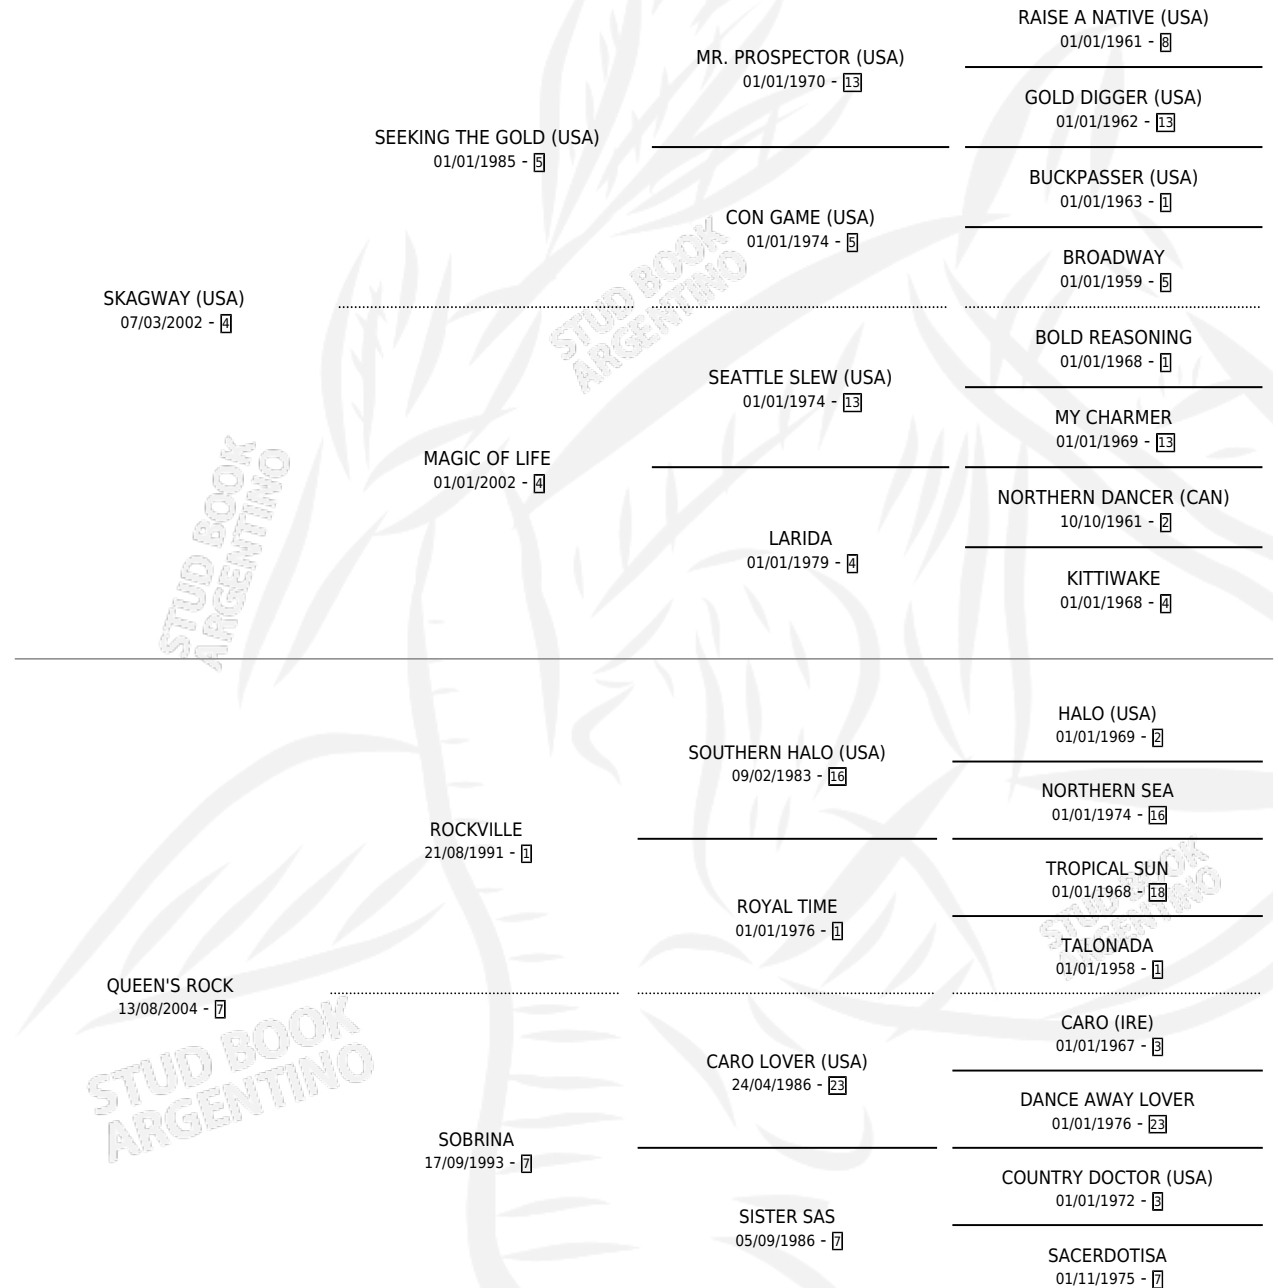 RAISE A NATIVE (USA)
01/01/1961 - 8
MR. PROSPECTOR (USA)
01/01/1970 - 13
GOLD DIGGER (USA)
01/01/1962 - 13
SEEKING THE GOLD (USA)
01/01/1985 - 5
BUCKPASSER (USA)
01/01/1963 - 1
CON GAME (USA)
01/01/1974 - 5
BROADWAY
01/01/1959 - 5
SKAGWAY (USA)
07/03/2002 - 4
BOLD REASONING
01/01/1968 - 1
SEATTLE SLEW (USA)
01/01/1974 - 13
MY CHARMER
01/01/1969 - 13
MAGIC OF LIFE
01/01/2002 - 4
NORTHERN DANCER (CAN)
10/10/1961 - 2
LARIDA
01/01/1979 - 4
KITTIWAKE
01/01/1968 - 4
STUD BOOK
ARGENTINO
STUD BOOK
ARGENTINO
HALO (USA)
01/01/1969 - 2
SOUTHERN HALO (USA)
09/02/1983 - 16
NORTHERN SEA
01/01/1974 - 16
ROCKVILLE
21/08/1991 - 1
TROPICAL SUN
01/01/1968 - 18
ROYAL TIME
01/01/1976 - 1
TALONADA
01/01/1958 - 1
QUEEN'S ROCK
13/08/2004 - 7
CARO (IRE)
01/01/1967 - 3
CARO LOVER (USA)
24/04/1986 - 23
DANCE AWAY LOVER
01/01/1976 - 23
SOBRINA
17/09/1993 - 7
COUNTRY DOCTOR (USA)
01/01/1972 - 3
SISTER SAS
05/09/1986 - 7
SACERDOTISA
01/11/1975 - 7
STUD BOOK
ARGENTINO
STUD BOOK
ARGENTINO